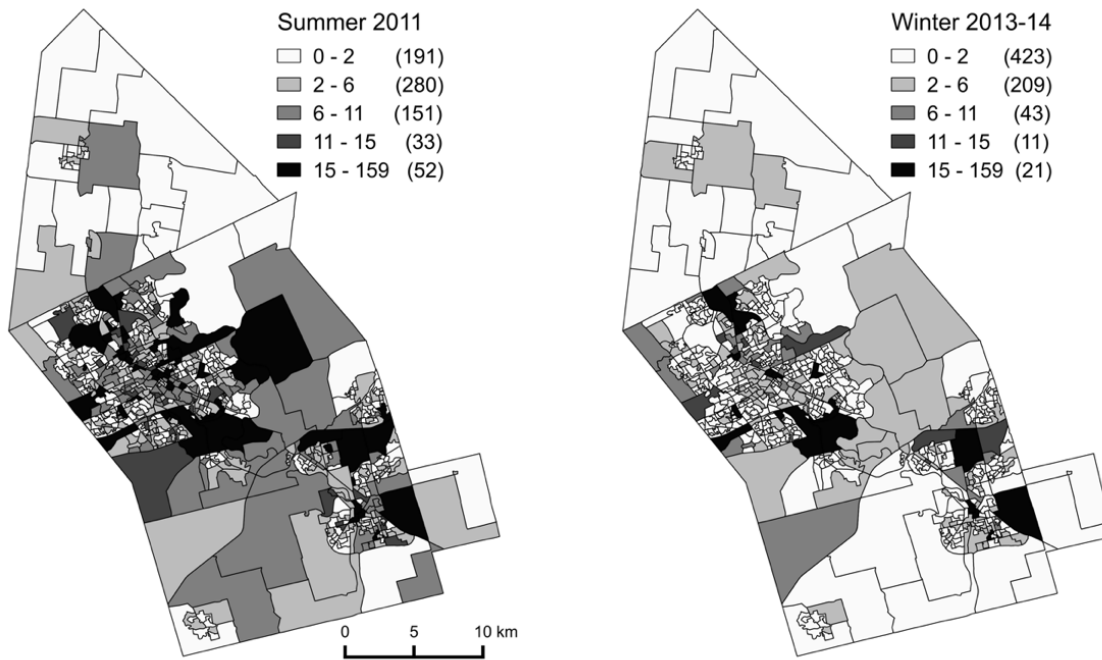 Summer 2011
0 - 2 (191)
2 - 6 (280)
6 - 11 (151)
11 - 15 (33)
15 - 159 (52)
Winter 2013-14
0 - 2 (423)
2 - 6 (209)
6 - 11 (43)
11 - 15 (11)
15 - 159 (21)
0 5 10 km